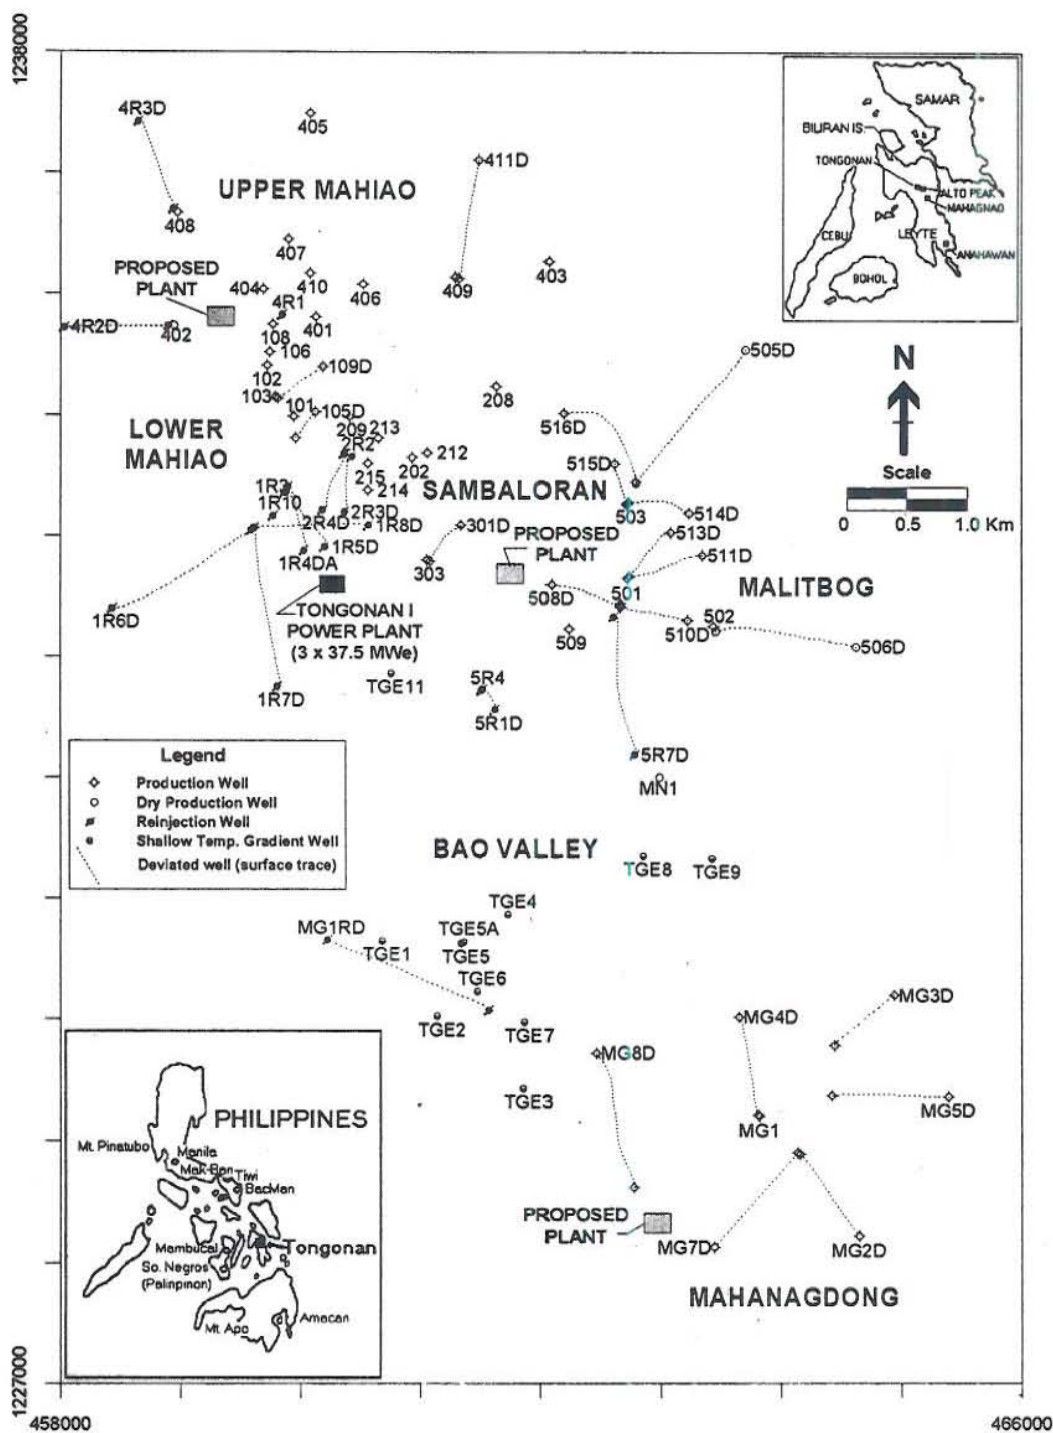 1238000
4R3D
405
UPPER MAHIAO
411D
408
407
PROPOSED
PLANT
410
404
406
409
403
4R1
4R2D
402
108
401
106
102
109D
103
101
105D
208
209
213
2R2
LOWER
MAHIAO
212
202
215
214
SAMBALORAN
1R3
1R10
2R4D
2R3D
1R8D
301D
PROPOSED
PLANT
1R5D
1R4DA
303
1R6D
TONGONAN I
POWER PLANT
(3 x 37.5 MWe)
1R7D
TGE11
5R4
5R1D
505D
516D
515D
503
514D
513D
511D
MALITBOG
501
508D
502
510D
509
506D
5R7D
MN1
SAMAR
BILIRAN IS.
TONGONAN
ALTO PEAK
MAHAGNAO
CEBU
LEYTE
ANAHAWAN
BOHOL
N
Scale
0 0.5 1.0 Km
Legend
Production Well
Dry Production Well
Reinjection Well
Shallow Temp. Gradient Well
Deviated well (surface trace)
BAO VALLEY
TGE8
TGE9
TGE4
MG1RD
TGE1
TGE5A
TGE5
TGE6
TGE2
TGE7
TGE3
MG8D
MG4D
MG3D
MG1
MG5D
PROPOSED
PLANT
MG7D
MG2D
MAHANAGDONG
PHILIPPINES
Mt. Pinatubo
Manila
Mak-Ban
Tiwi
BacMan
Tongonan
Mambucal
So. Negros
(Palinpinon)
Amacan
Mt. Apo
1227000
458000
466000